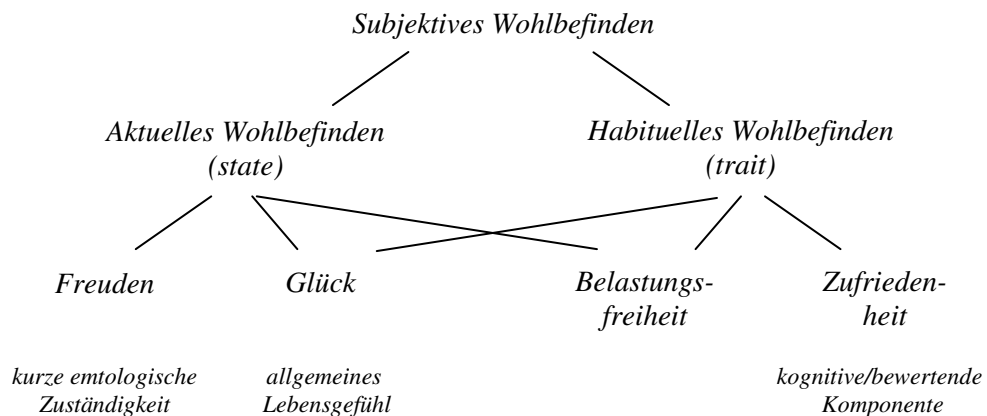 Subjektives Wohlbefinden
Aktuelles Wohlbefinden
(state)
Habituelles Wohlbefinden
(trait)
Freuden
Glück
Belastungs-
freiheit
Zufrieden-
heit
kurze emtologische
Zuständigkeit
allgemeines
Lebensgefühl
kognitive/bewertende
Komponente